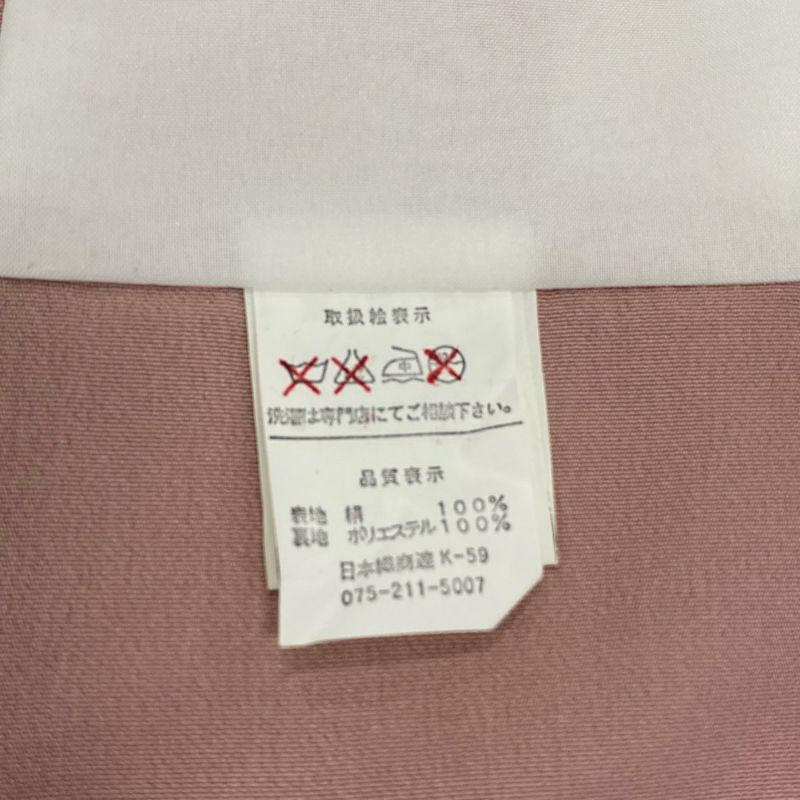 取扱絵表示
中
洗濯は専門店にてご相談下さい。
品質表示
表地 絹 100%
裏地 ポリエステル100%
日本織商連 K-59
075-211-5007